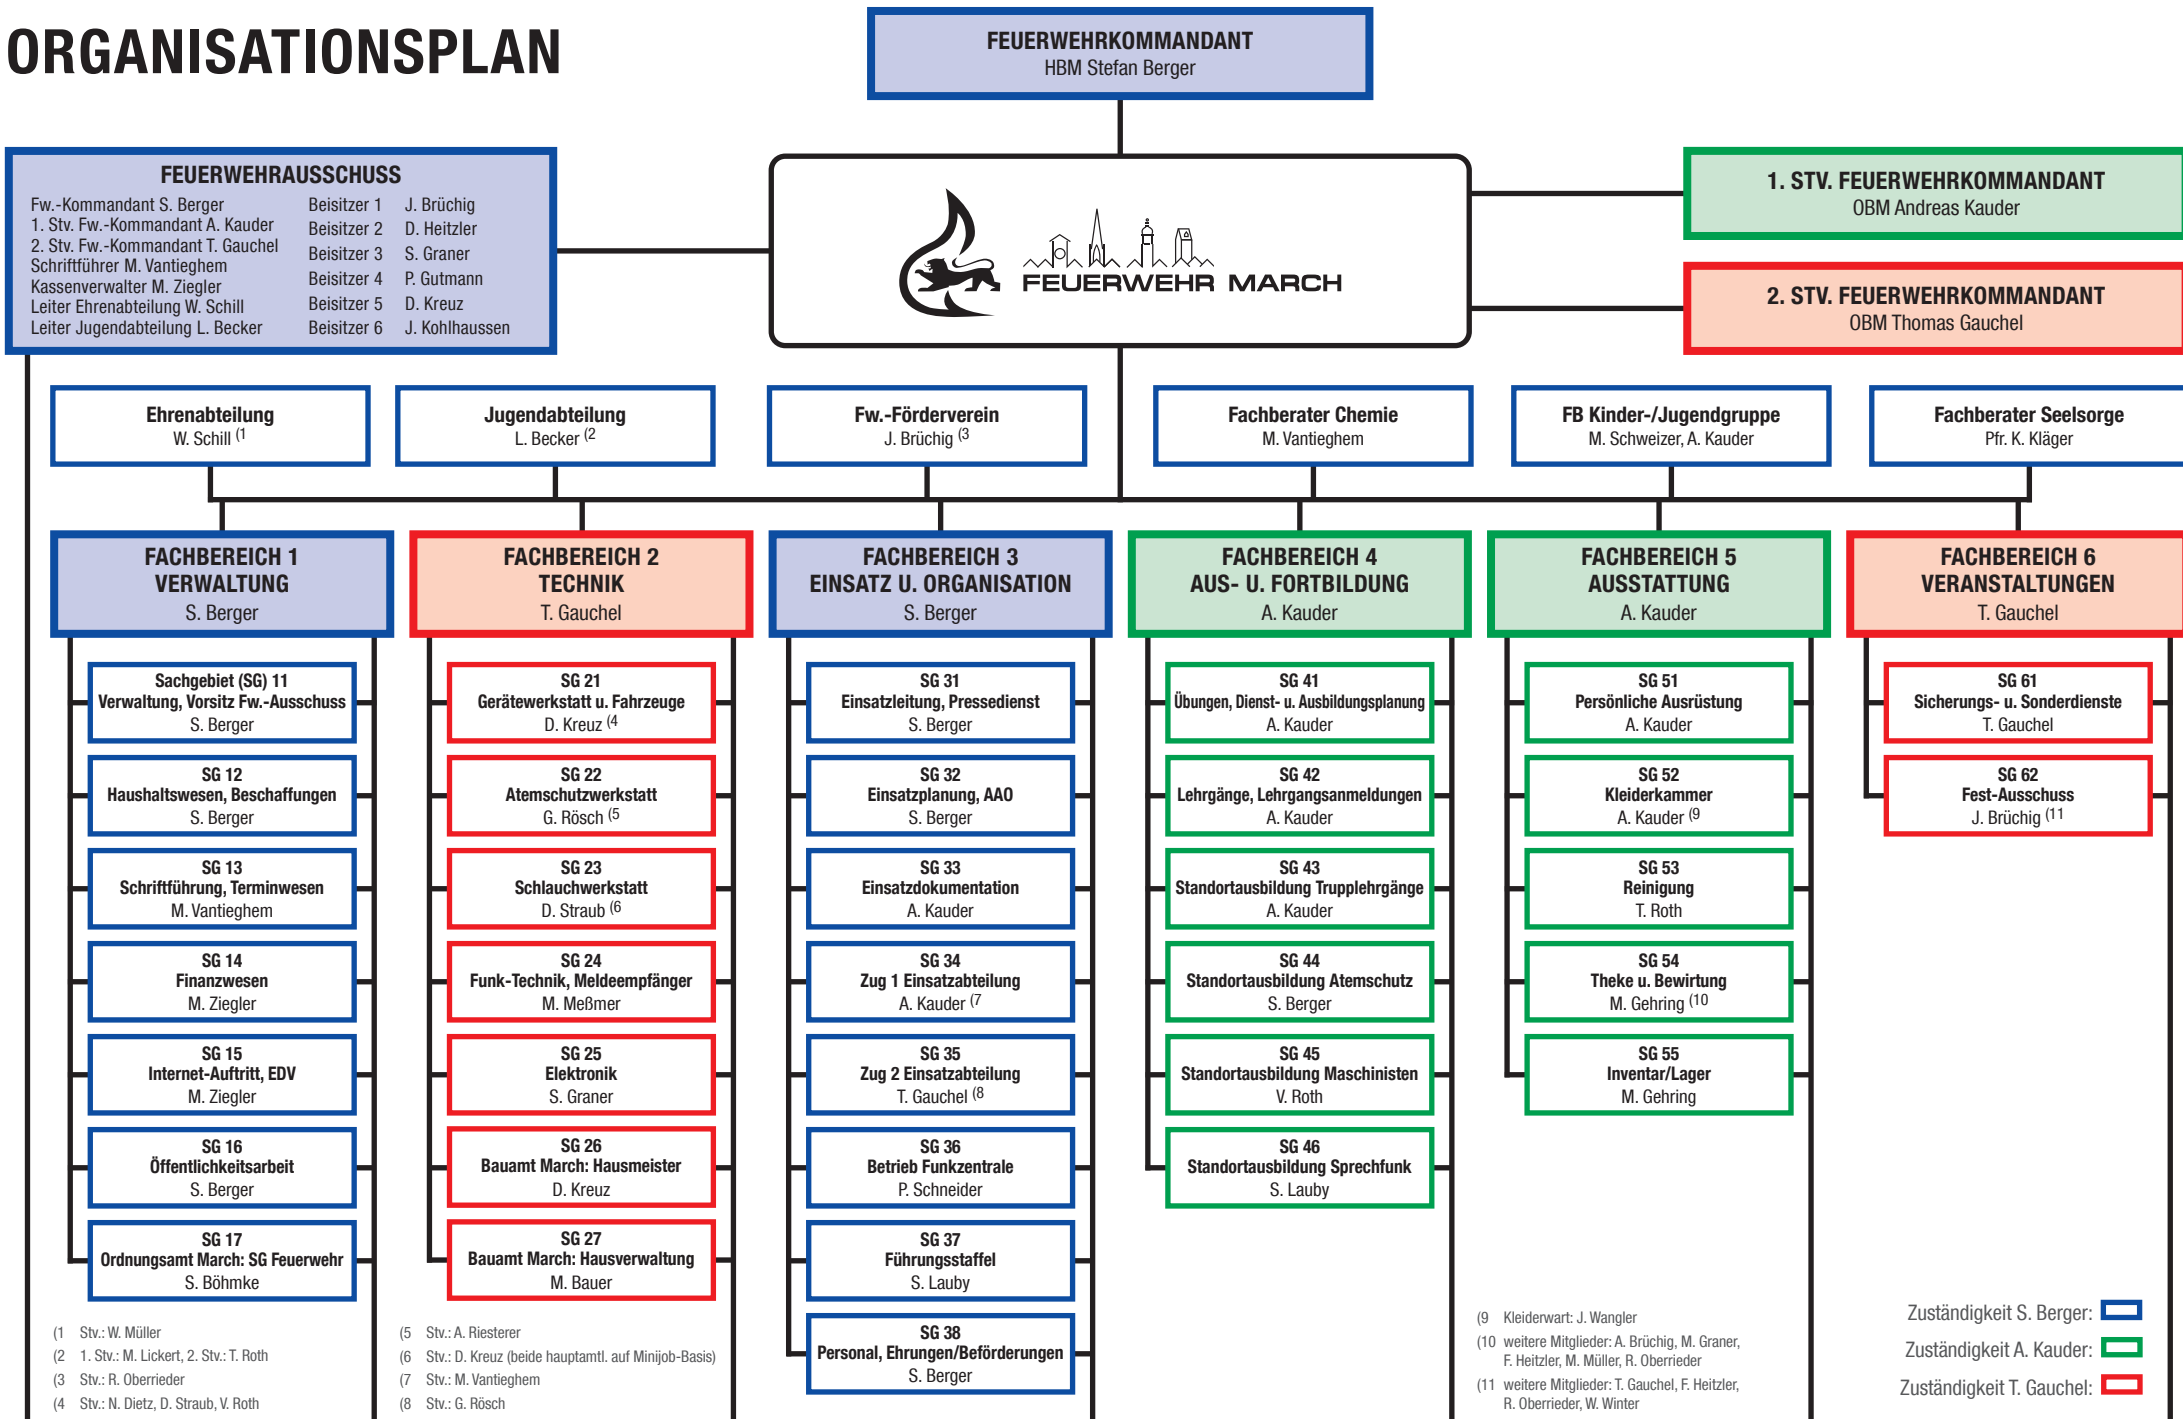 ORGANISATIONSPLAN
FEUERWEHRKOMMANDANT
HBM Stefan Berger
FEUERWEHRAUSSCHUSS
Fw.-Kommandant S. Berger
1. Stv. Fw.-Kommandant A. Kauder
2. Stv. Fw.-Kommandant T. Gauchel
Schriftführer M. Vantieghem
Kassenverwalter M. Ziegler
Leiter Ehrenabteilung W. Schill
Leiter Jugendabteilung L. Becker
Beisitzer 1 J. Brüchig
Beisitzer 2 D. Heitzler
Beisitzer 3 S. Graner
Beisitzer 4 P. Gutmann
Beisitzer 5 D. Kreuz
Beisitzer 6 J. Kohlhaussen
FEUERWEHR MARCH
1. STV. FEUERWEHRKOMMANDANT
OBM Andreas Kauder
2. STV. FEUERWEHRKOMMANDANT
OBM Thomas Gauchel
Ehrenabteilung
W. Schill (1
Jugendabteilung
L. Becker (2
Fw.-Förderverein
J. Brüchig (3
Fachberater Chemie
M. Vantieghem
FB Kinder-/Jugendgruppe
M. Schweizer, A. Kauder
Fachberater Seelsorge
Pfr. K. Kläger
FACHBEREICH 1
VERWALTUNG
S. Berger
Sachgebiet (SG) 11
Verwaltung, Vorsitz Fw.-Ausschuss
S. Berger
SG 12
Haushaltswesen, Beschaffungen
S. Berger
SG 13
Schriftführung, Terminwesen
M. Vantieghem
SG 14
Finanzwesen
M. Ziegler
SG 15
Internet-Auftritt, EDV
M. Ziegler
SG 16
Öffentlichkeitsarbeit
S. Berger
SG 17
Ordnungsamt March: SG Feuerwehr
S. Böhmke
FACHBEREICH 2
TECHNIK
T. Gauchel
SG 21
Gerätewerkstatt u. Fahrzeuge
D. Kreuz (4
SG 22
Atemschutzwerkstatt
G. Rösch (5
SG 23
Schlauchwerkstatt
D. Straub (6
SG 24
Funk-Technik, Meldeempfänger
M. Meßmer
SG 25
Elektronik
S. Graner
SG 26
Bauamt March: Hausmeister
D. Kreuz
SG 27
Bauamt March: Hausverwaltung
M. Bauer
FACHBEREICH 3
EINSATZ U. ORGANISATION
S. Berger
SG 31
Einsatzleitung, Pressedienst
S. Berger
SG 32
Einsatzplanung, AAO
S. Berger
SG 33
Einsatzdokumentation
A. Kauder
SG 34
Zug 1 Einsatzabteilung
A. Kauder (7
SG 35
Zug 2 Einsatzabteilung
T. Gauchel (8
SG 36
Betrieb Funkzentrale
P. Schneider
SG 37
Führungsstaffel
S. Lauby
SG 38
Personal, Ehrungen/Beförderungen
S. Berger
FACHBEREICH 4
AUS- U. FORTBILDUNG
A. Kauder
SG 41
Übungen, Dienst- u. Ausbildungsplanung
A. Kauder
SG 42
Lehrgänge, Lehrgangsanmeldungen
A. Kauder
SG 43
Standortausbildung Trupplehrgänge
A. Kauder
SG 44
Standortausbildung Atemschutz
S. Berger
SG 45
Standortausbildung Maschinisten
V. Roth
SG 46
Standortausbildung Sprechfunk
S. Lauby
FACHBEREICH 5
AUSSTATTUNG
A. Kauder
SG 51
Persönliche Ausrüstung
A. Kauder
SG 52
Kleiderkammer
A. Kauder (9
SG 53
Reinigung
T. Roth
SG 54
Theke u. Bewirtung
M. Gehring (10
SG 55
Inventar/Lager
M. Gehring
FACHBEREICH 6
VERANSTALTUNGEN
T. Gauchel
SG 61
Sicherungs- u. Sonderdienste
T. Gauchel
SG 62
Fest-Ausschuss
J. Brüchig (11
(1 Stv.: W. Müller
(2 1. Stv.: M. Lickert, 2. Stv.: T. Roth
(3 Stv.: R. Oberrieder
(4 Stv.: N. Dietz, D. Straub, V. Roth
(5 Stv.: A. Riesterer
(6 Stv.: D. Kreuz (beide hauptamtl. auf Minijob-Basis)
(7 Stv.: M. Vantieghem
(8 Stv.: G. Rösch
(9 Kleiderwart: J. Wangler
(10 weitere Mitglieder: A. Brüchig, M. Graner,
F. Heitzler, M. Müller, R. Oberrieder
(11 weitere Mitglieder: T. Gauchel, F. Heitzler,
R. Oberrieder, W. Winter
Zuständigkeit S. Berger:
Zuständigkeit A. Kauder:
Zuständigkeit T. Gauchel: